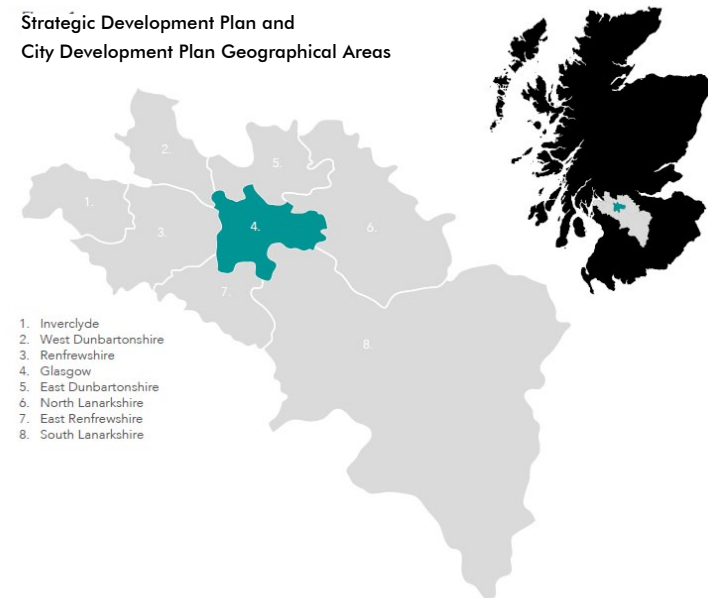 Strategic Development Plan and
City Development Plan Geographical Areas
2.
5.
1.
3.
4.
6.
7.
8.
1. Inverclyde
2. West Dunbartonshire
3. Renfrewshire
4. Glasgow
5. East Dunbartonshire
6. North Lanarkshire
7. East Renfrewshire
8. South Lanarkshire